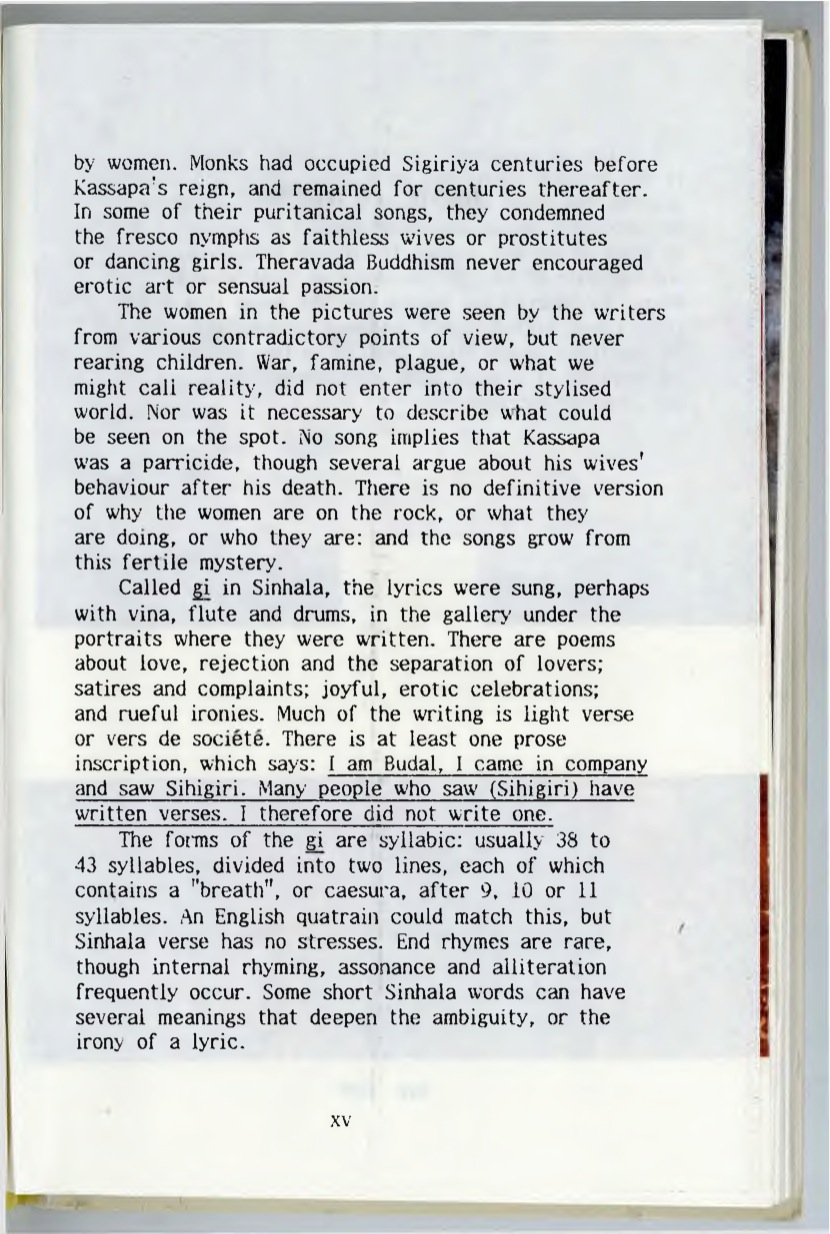 by women. Monks had occupied Sigiriya centuries before
Kassapa's reign, and remained for centuries thereafter.
In some of their puritanical songs, they condemned
the fresco nymphs as faithless wives or prostitutes
or dancing girls. Theravada Buddhism never encouraged
erotic art or sensual passion.
The women in the pictures were seen by the writers
from various contradictory points of view, but never
rearing children. War, famine, plague, or what we
might call reality, did not enter into their stylised
world. Nor was it necessary to describe what could
be seen on the spot. No song implies that Kassapa
was a parricide, though several argue about his wives'
behaviour after his death. There is no definitive version
of why the women are on the rock, or what they
are doing, or who they are: and the songs grow from
this fertile mystery.
Called gi in Sinhala, the lyrics were sung, perhaps
with vina, flute and drums, in the gallery under the
portraits where they were written. There are poems
about love, rejection and the separation of lovers;
satires and complaints; joyful, erotic celebrations;
and rueful ironies. Much of the writing is light verse
or vers de société. There is at least one prose
inscription, which says: I am Budal, I came in company
and saw Sihigiri. Many people who saw (Sihigiri) have
written verses. I therefore did not write one.
The forms of the gi are syllabic: usually 38 to
43 syllables, divided into two lines, each of which
contains a "breath", or caesura, after 9, 10 or 11
syllables. An English quatrain could match this, but
Sinhala verse has no stresses. End rhymes are rare,
though internal rhyming, assonance and alliteration
frequently occur. Some short Sinhala words can have
several meanings that deepen the ambiguity, or the
irony of a lyric.
XV